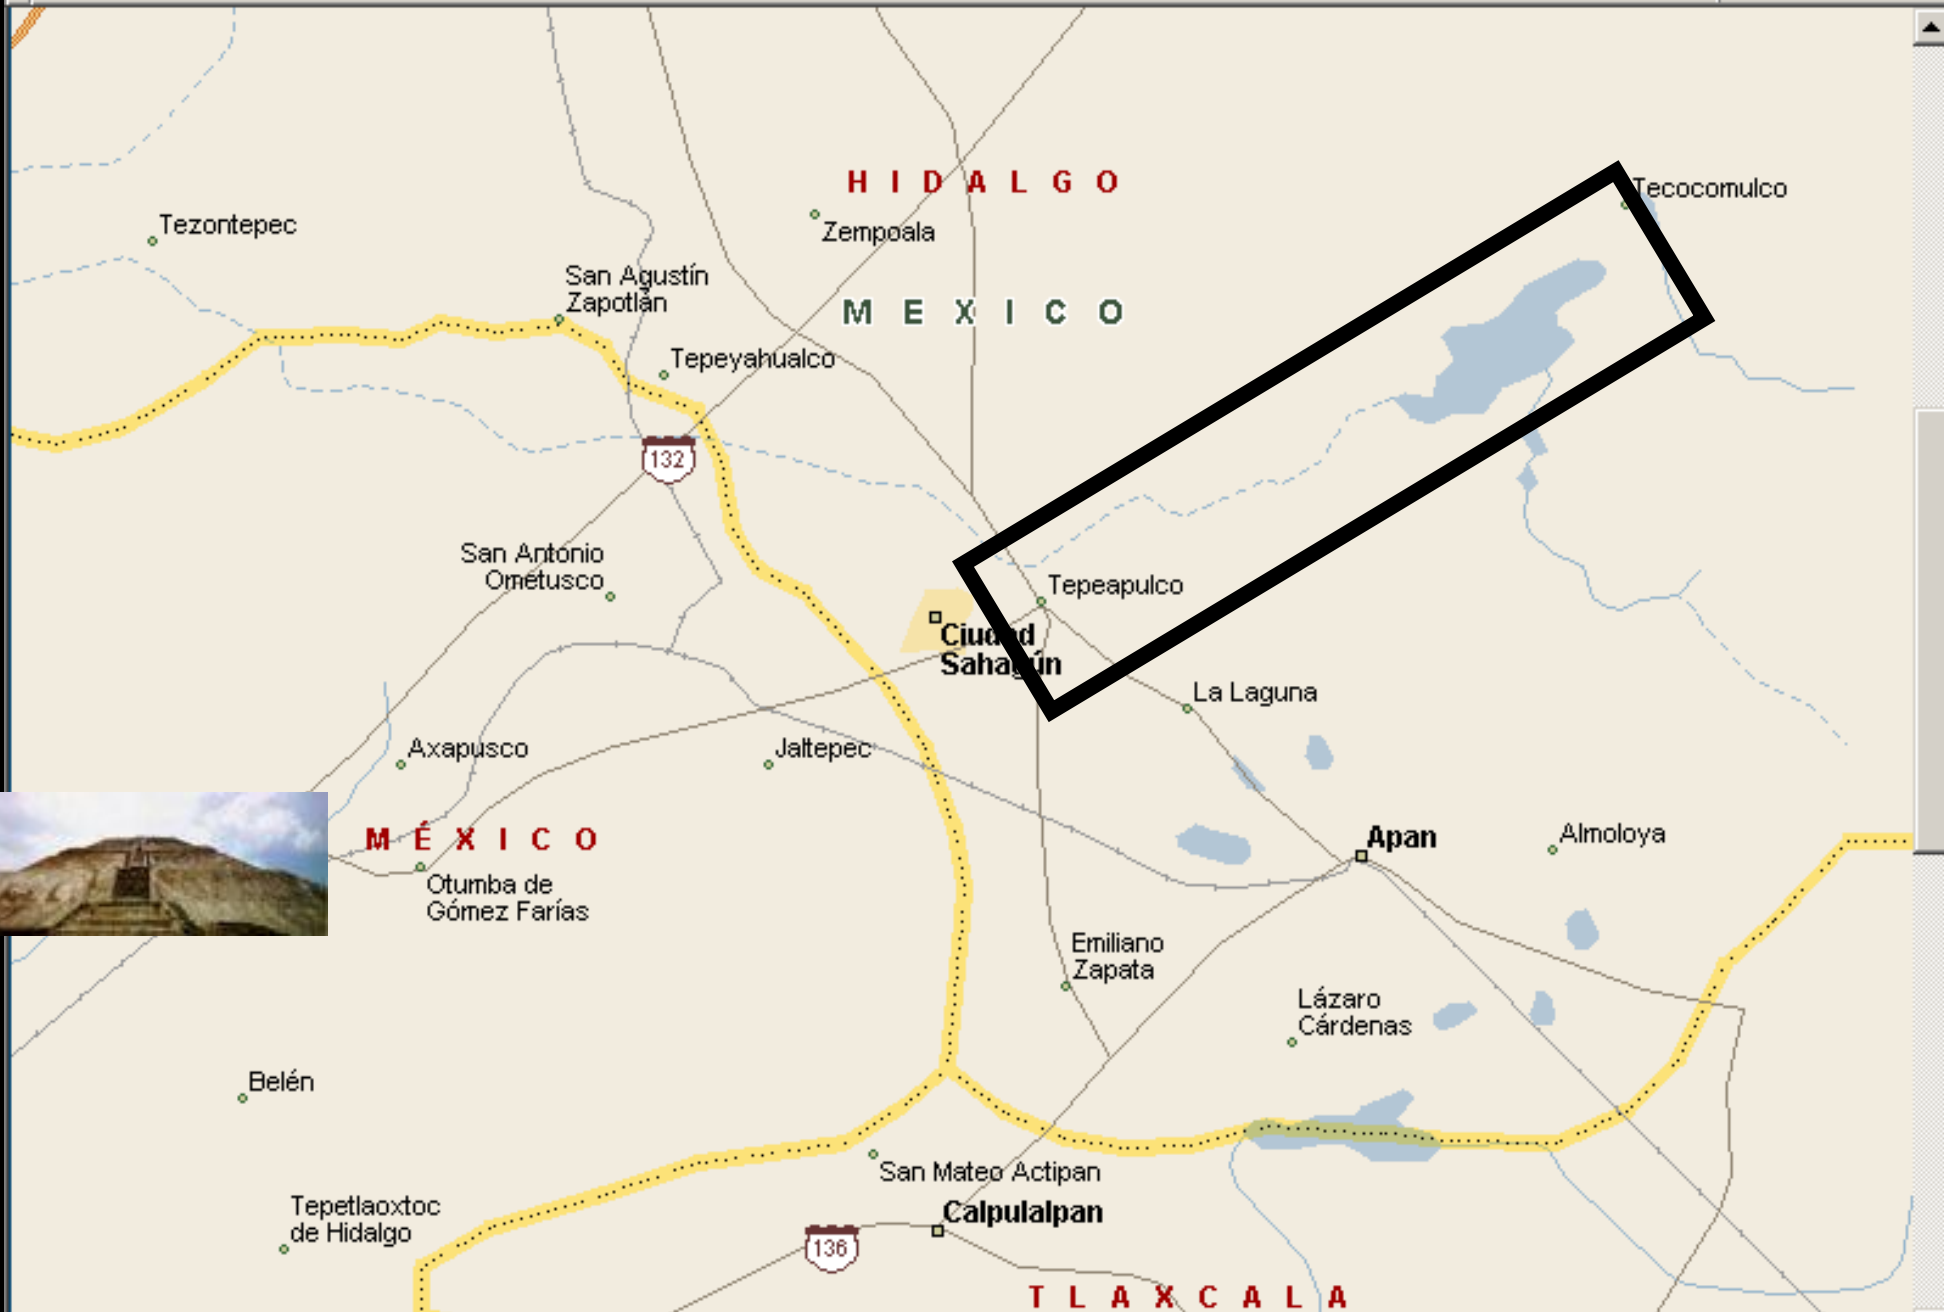 HIDALGO
Tecocomulco
Tezontepec
Zempoala
San Agustín
Zapotlán
MEXICO
Tepeyahualco
132
San Antonio
Ometusco
Tepeapulco
Ciudad
Sahagún
La Laguna
Axapusco
Jaltepec
MÉXICO
Apan
Almoloya
Otumba de
Gómez Farías
Emiliano
Zapata
Lázaro
Cárdenas
Belén
San Mateo Actipan
Tepetlaoxtoc
de Hidalgo
Calpulalpan
136
TLAXCALA